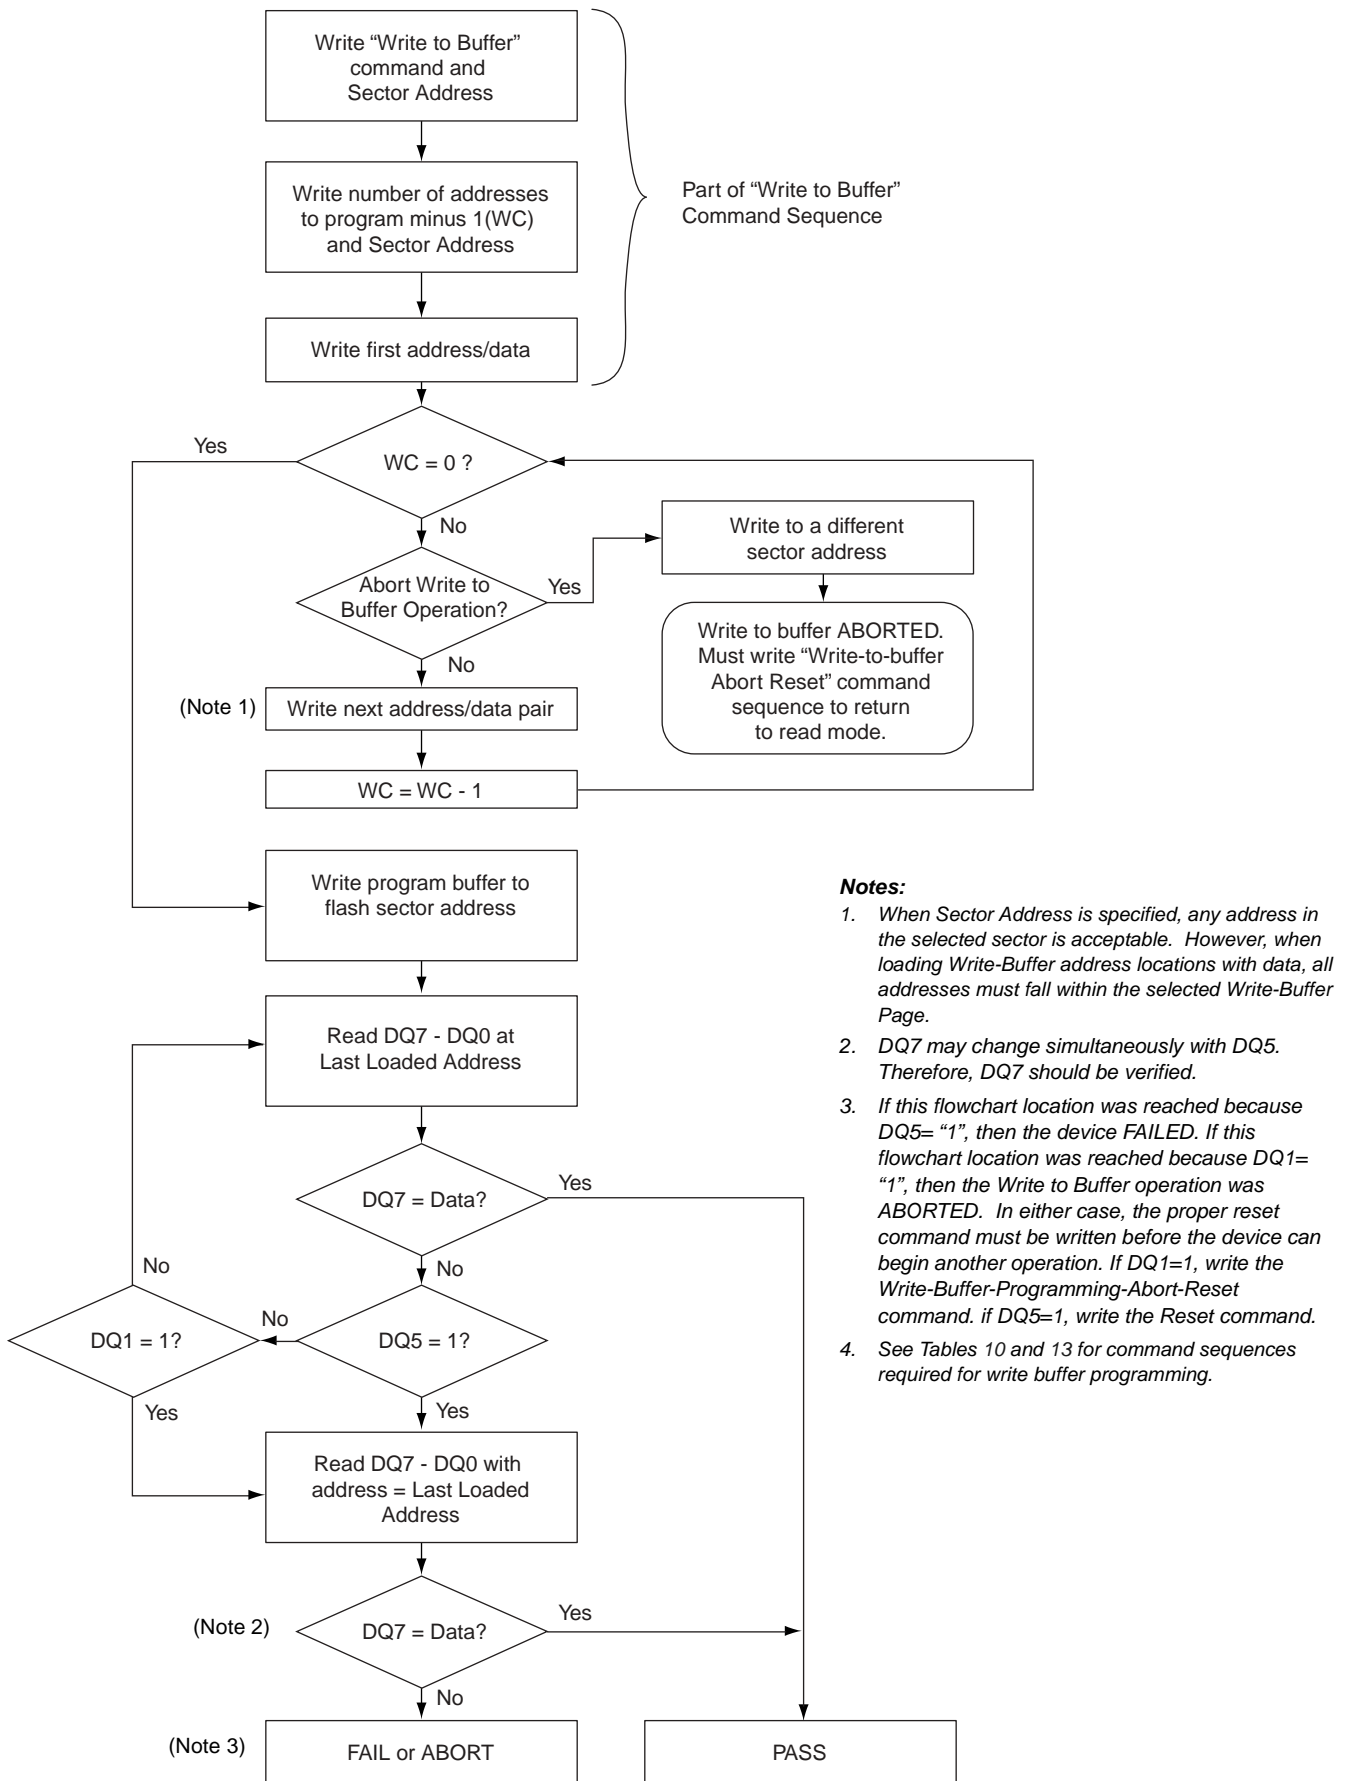 Write “Write to Buffer”
command and
Sector Address
Write number of addresses
to program minus 1(WC)
and Sector Address
Part of “Write to Buffer”
Command Sequence
Write first address/data
Yes
WC = 0 ?
No
Write to a different
sector address
Abort Write to
Buffer Operation?
Yes
Write to buffer ABORTED.
Must write “Write-to-buffer
Abort Reset” command
sequence to return
to read mode.
No
(Note 1)
Write next address/data pair
WC = WC - 1
Write program buffer to
flash sector address
Read DQ7 - DQ0 at
Last Loaded Address
DQ7 = Data?
Yes
No
No
DQ1 = 1?
No
DQ5 = 1?
Yes
Yes
Read DQ7 - DQ0 with
address = Last Loaded
Address
(Note 2)
DQ7 = Data?
Yes
No
(Note 3)
FAIL or ABORT
PASS
Notes:
1. When Sector Address is specified, any address in
the selected sector is acceptable. However, when
loading Write-Buffer address locations with data, all
addresses must fall within the selected Write-Buffer
Page.
2. DQ7 may change simultaneously with DQ5.
Therefore, DQ7 should be verified.
3. If this flowchart location was reached because
DQ5= “1”, then the device FAILED. If this
flowchart location was reached because DQ1=
“1”, then the Write to Buffer operation was
ABORTED. In either case, the proper reset
command must be written before the device can
begin another operation. If DQ1=1, write the
Write-Buffer-Programming-Abort-Reset
command. if DQ5=1, write the Reset command.
4. See Tables 10 and 13 for command sequences
required for write buffer programming.